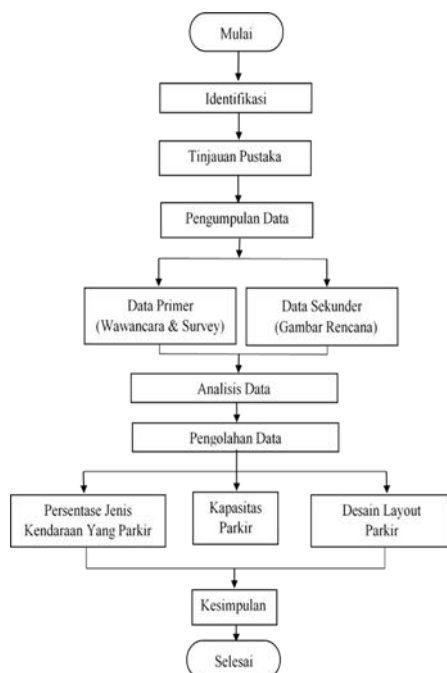 Mulai
Identifikasi
Tinjauan Pustaka
Pengumpulan Data
Data Primer
(Wawancara & Survey)
Data Sekunder
(Gambar Rencana)
Analisis Data
Pengolahan Data
Persentase Jenis
Kendaraan Yang Parkir
Kapasitas
Parkir
Desain Layout
Parkir
Kesimpulan
Selesai